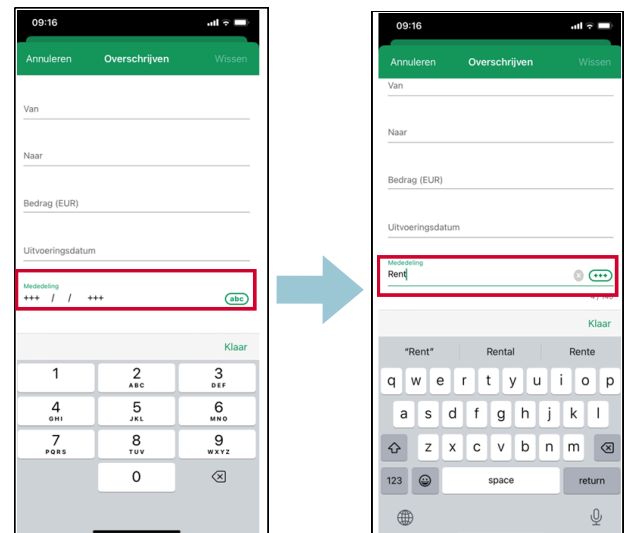 09:16
Annuleren Overschrijven Wissen
Van
Naar
Bedrag (EUR)
Uitvoeringsdatum
Mededeling
+++ / / +++ abc
Klaar
1 2 3
ABC DEF
4 5 6
GHI JKL MNO
7 8 9
PQRS TUV WXYZ
0
09:16
Annuleren Overschrijven Wissen
Van
Naar
Bedrag (EUR)
Uitvoeringsdatum
Mededeling
Rent +++
4 / 140
Klaar
"Rent" Rental Rente
q w e r t y u i o p
a s d f g h j k l
z x c v b n m
123 space return